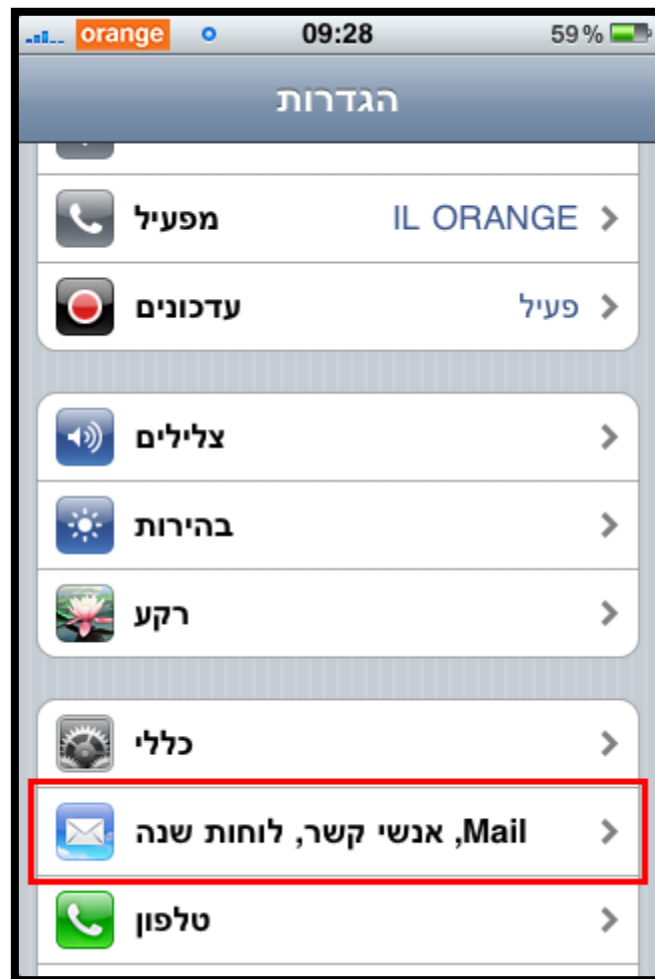 orange 09:28 59%
הגדרות
מפעיל IL ORANGE
עדכונים פעיל
צלילים
בהירות
רקע
כללי
Mail, אנשי קשר, לוחות שנה
טלפון